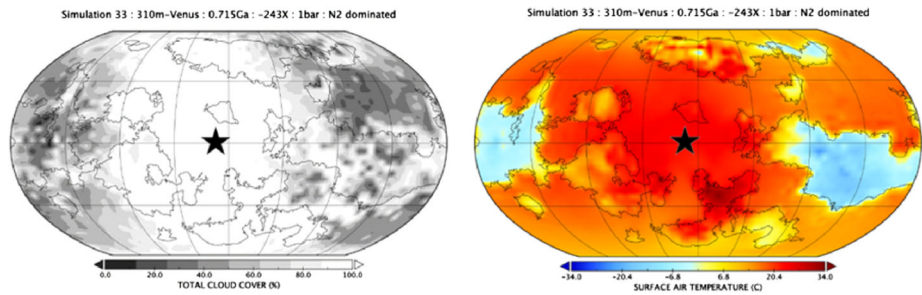 Simulation 33 : 310m-Venus : 0.715Ga : -243X : 1bar : N2 dominated
0.0 20.0 40.0 60.0 80.0 100.0
TOTAL CLOUD COVER (%)
Simulation 33 : 310m-Venus : 0.715Ga : -243X : 1bar : N2 dominated
-34.0 -20.4 -6.8 6.8 20.4 14.0
SURFACE AIR TEMPERATURE (C)